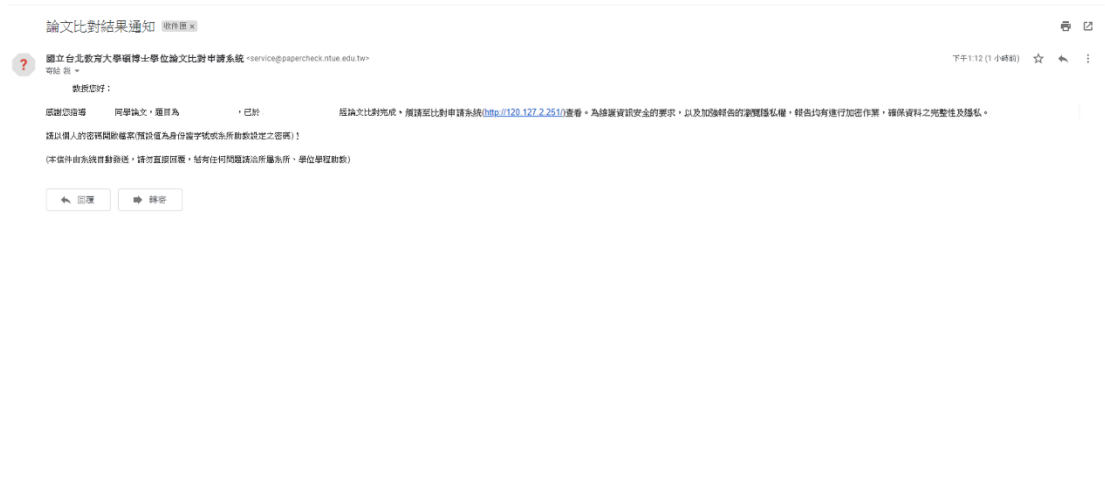 論文比對結果通知 收件匣 ×
國立台北教育大學碩博士學位論文比對申請系統 <service@papercheck.ntue.edu.tw> 下午1:12 (1 小時前)
寄給 我
教授您好：
感謝您指導 同學論文，題目為 ，已於 經論文比對完成，煩請至比對申請系統(http://120.127.2.251/)查看。為維護資訊安全的要求，以及加強報告的瀏覽隱私權，報告均有進行加密作業，確保資料之完整性及隱私。
請以個人的密碼開啟檔案(預設值為身份證字號或系所助教設定之密碼)！
(本信件由系統自動發送，請勿直接回覆，如有任何問題請洽所屬系所、學位學程助教)
回覆 轉寄